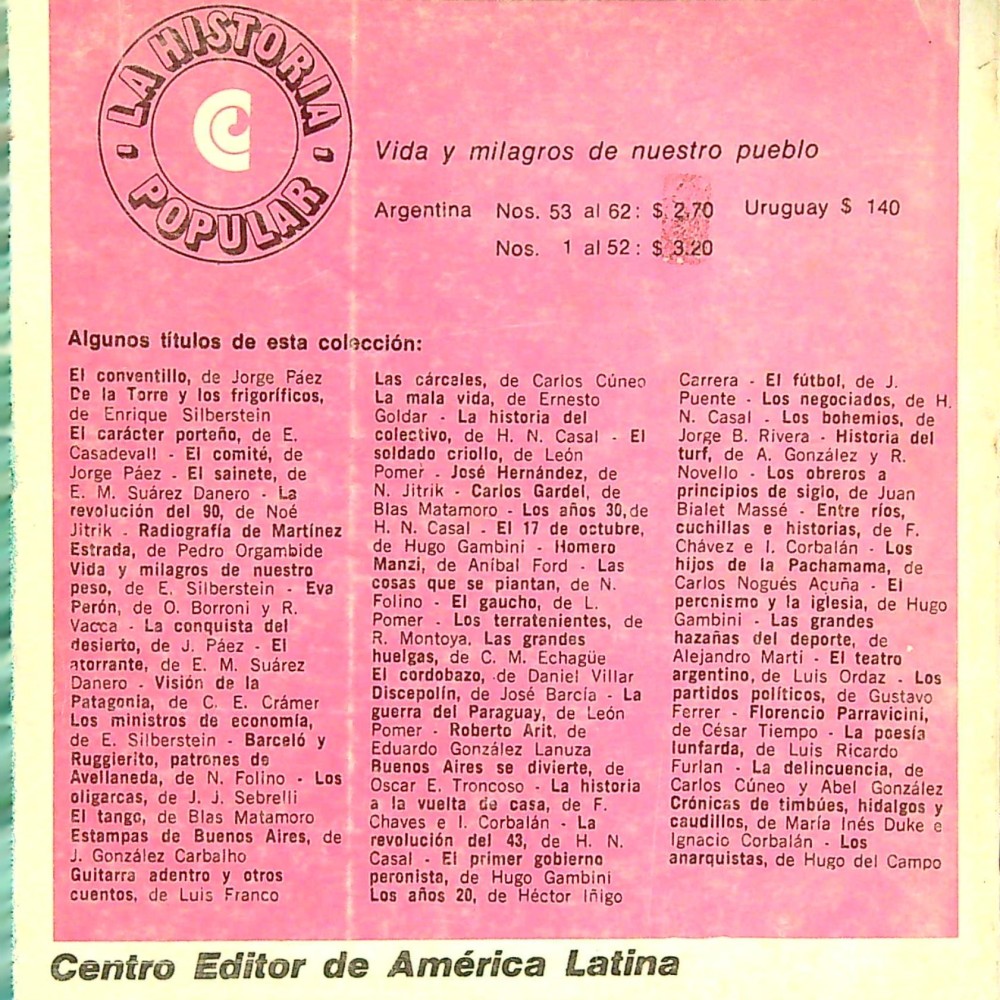 LA HISTORIA
POPULAR
Vida y milagros de nuestro pueblo
Argentina Nos. 53 al 62: $ 2.70 Uruguay $ 140
Nos. 1 al 52: $ 3.20
Algunos títulos de esta colección:
El conventillo, de Jorge Páez
De la Torre y los frigoríficos,
de Enrique Silberstein
El carácter porteño, de E.
Casadevall - El comité, de
Jorge Páez - El sainete, de
E. M. Suárez Danero - La
revolución del 90, de Noé
Jitrik - Radiografía de Martínez
Estrada, de Pedro Orgambide
Vida y milagros de nuestro
peso, de E. Silberstein - Eva
Perón, de O. Borroni y R.
Vacca - La conquista del
desierto, de J. Páez - El
atorrante, de E. M. Suárez
Danero - Visión de la
Patagonia, de C. E. Crámer
Los ministros de economía,
de E. Silberstein - Barceló y
Ruggierito, patrones de
Avellaneda, de N. Folino - Los
oligarcas, de J. J. Sebrelli
El tango, de Blas Matamoro
Estampas de Buenos Aires, de
J. González Carbalho
Guitarra adentro y otros
cuentos, de Luis Franco
Las cárceles, de Carlos Cúneo
La mala vida, de Ernesto
Goldar - La historia del
colectivo, de H. N. Casal - El
soldado criollo, de León
Pomer - José Hernández, de
N. Jitrik - Carlos Gardel, de
Blas Matamoro - Los años 30, de
H. N. Casal - El 17 de octubre,
de Hugo Gambini - Homero
Manzi, de Aníbal Ford - Las
cosas que se piantan, de N.
Folino - El gaucho, de L.
Pomer - Los terratenientes, de
R. Montoya. Las grandes
huelgas, de C. M. Echagüe
El cordobazo, de Daniel Villar
Discepolín, de José Barcía - La
guerra del Paraguay, de León
Pomer - Roberto Arit, de
Eduardo González Lanuza
Buenos Aires se divierte, de
Oscar E. Troncoso - La historia
a la vuelta de casa, de F.
Chaves e I. Corbalán - La
revolución del 43, de H. N.
Casal - El primer gobierno
peronista, de Hugo Gambini
Los años 20, de Héctor Iñigo
Carrera - El fútbol, de J.
Puente - Los negociados, de H.
N. Casal - Los bohemios, de
Jorge B. Rivera - Historia del
turf, de A. González y R.
Novello - Los obreros a
principios de siglo, de Juan
Bialet Massé - Entre ríos,
cuchillas e historias, de F.
Chávez e I. Corbalán - Los
hijos de la Pachamama, de
Carlos Nogués Acuña - El
peronismo y la iglesia, de Hugo
Gambini - Las grandes
hazañas del deporte, de
Alejandro Marti - El teatro
argentino, de Luis Ordaz - Los
partidos políticos, de Gustavo
Ferrer - Florencio Parravicini,
de César Tiempo - La poesía
lunfarda, de Luis Ricardo
Furlan - La delincuencia, de
Carlos Cúneo y Abel González
Crónicas de timbúes, hidalgos y
caudillos, de María Inés Duke e
Ignacio Corbalán - Los
anarquistas, de Hugo del Campo
Centro Editor de América Latina